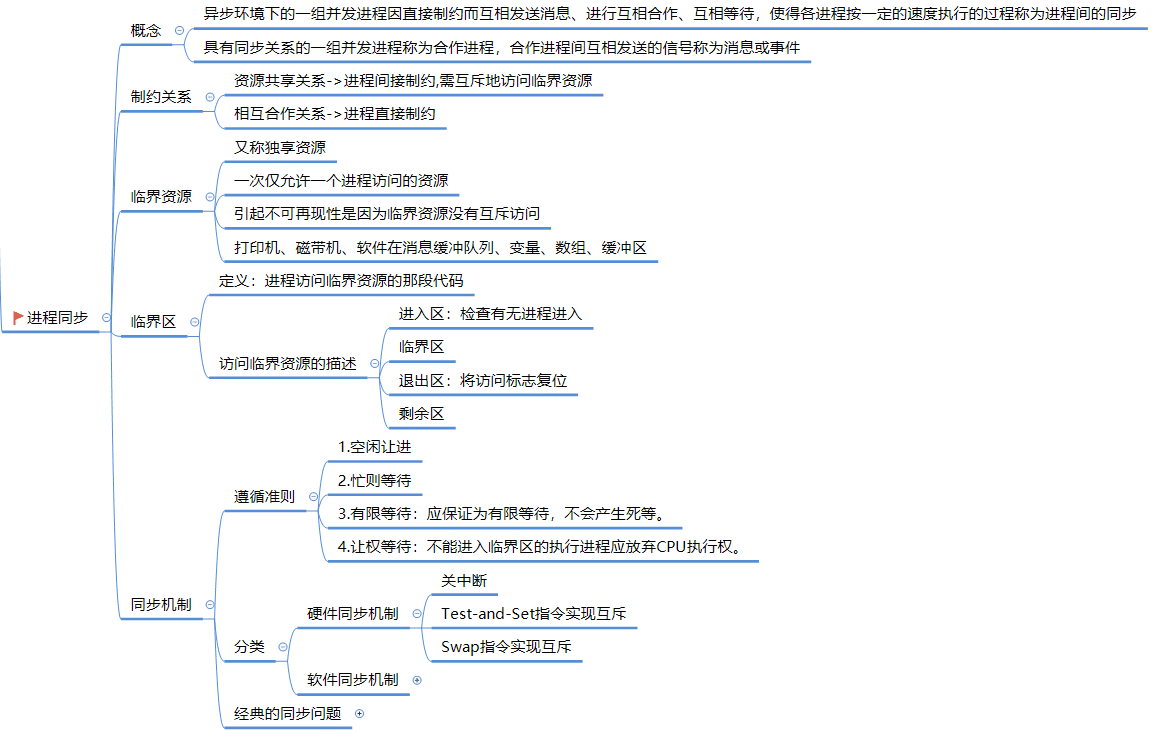 异步环境下的一组并发进程因直接制约而互相发送消息、进行互相合作、互相等待，使得各进程按一定的速度执行的过程称为进程间的同步
概念
具有同步关系的一组并发进程称为合作进程，合作进程间互相发送的信号称为消息或事件
资源共享关系->进程间接制约,需互斥地访问临界资源
制约关系
相互合作关系->进程直接制约
又称独享资源
一次仅允许一个进程访问的资源
临界资源
引起不可再现性是因为临界资源没有互斥访问
打印机、磁带机、软件在消息缓冲队列、变量、数组、缓冲区
定义：进程访问临界资源的那段代码
进程同步
临界区
进入区：检查有无进程进入
临界区
访问临界资源的描述
退出区：将访问标志复位
剩余区
1.空闲让进
2.忙则等待
遵循准则
3.有限等待：应保证为有限等待，不会产生死等。
4.让权等待：不能进入临界区的执行进程应放弃CPU执行权。
同步机制
关中断
硬件同步机制
Test-and-Set指令实现互斥
分类
Swap指令实现互斥
软件同步机制
经典的同步问题